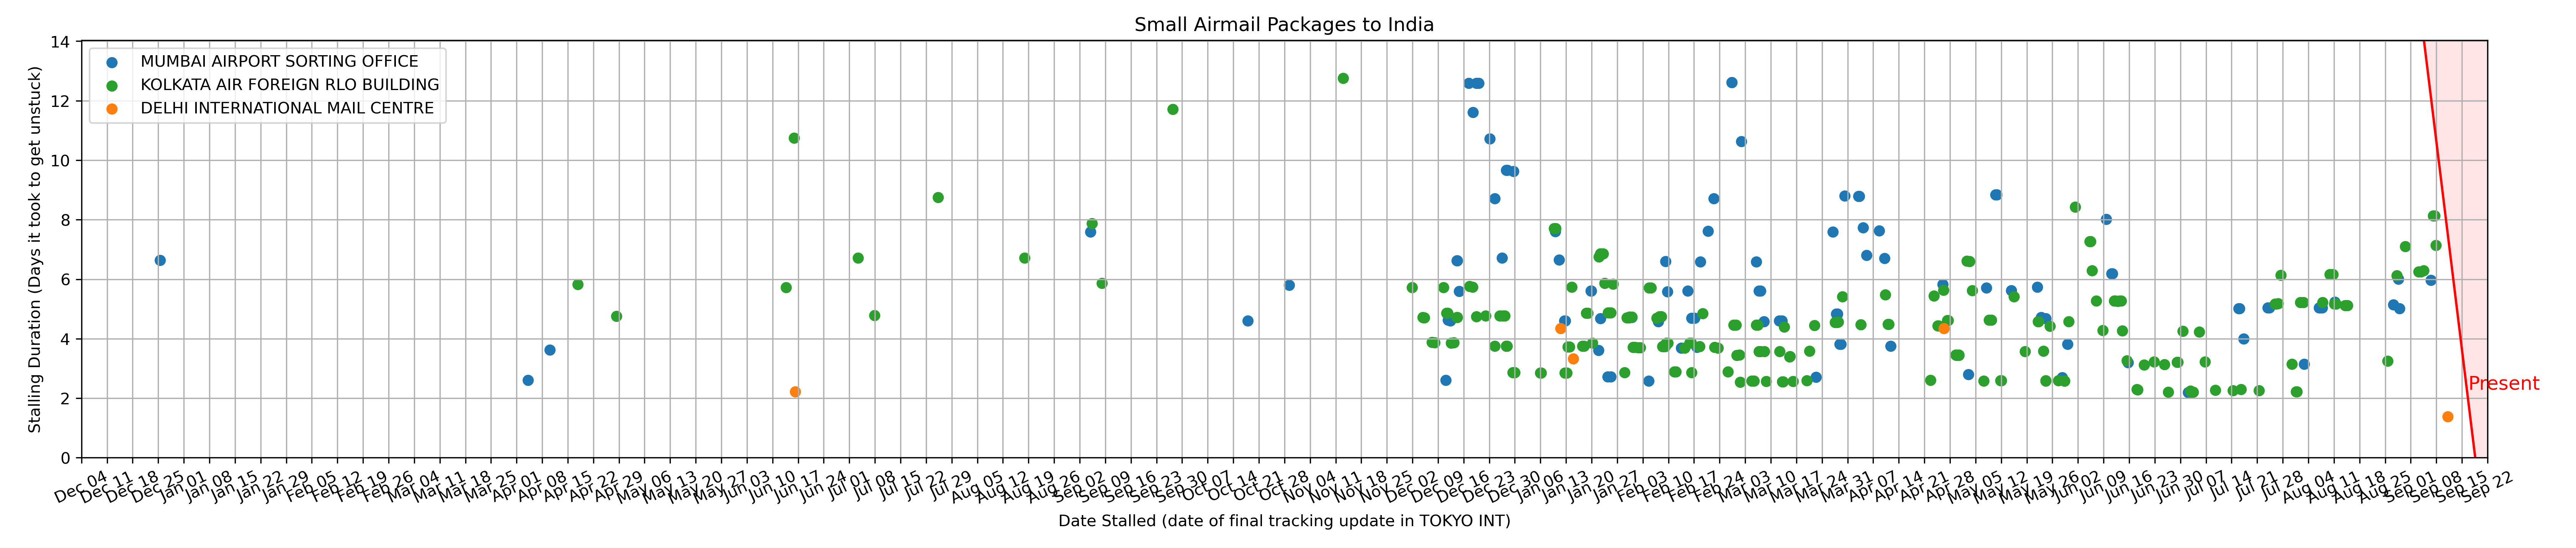 Small Airmail Packages to India
MUMBAI AIRPORT SORTING OFFICE
KOLKATA AIR FOREIGN RLO BUILDING
DELHI INTERNATIONAL MAIL CENTRE
Stalling Duration (Days it took to get unstuck)
14
12
10
8
6
4
2
0
Present
Dec 04
Dec 11
Dec 18
Dec 25
Jan 01
Jan 08
Jan 15
Jan 22
Jan 29
Feb 05
Feb 12
Feb 19
Feb 26
Mar 04
Mar 11
Mar 18
Mar 25
Apr 01
Apr 08
Apr 15
Apr 22
Apr 29
May 06
May 13
May 20
May 27
Jun 03
Jun 10
Jun 17
Jun 24
Jul 01
Jul 08
Jul 15
Jul 22
Jul 29
Aug 05
Aug 12
Aug 19
Aug 26
Sep 02
Sep 09
Sep 16
Sep 23
Sep 30
Oct 07
Oct 14
Oct 21
Oct 28
Nov 04
Nov 11
Nov 18
Nov 25
Dec 02
Dec 09
Dec 16
Dec 23
Dec 30
Jan 06
Jan 13
Jan 20
Jan 27
Feb 03
Feb 10
Feb 17
Feb 24
Mar 03
Mar 10
Mar 17
Mar 24
Mar 31
Apr 07
Apr 14
Apr 21
Apr 28
May 05
May 12
May 19
May 26
Jun 02
Jun 09
Jun 16
Jun 23
Jun 30
Jul 07
Jul 14
Jul 21
Jul 28
Aug 04
Aug 11
Aug 18
Aug 25
Sep 01
Sep 08
Sep 15
Sep 22
Date Stalled (date of final tracking update in TOKYO INT)